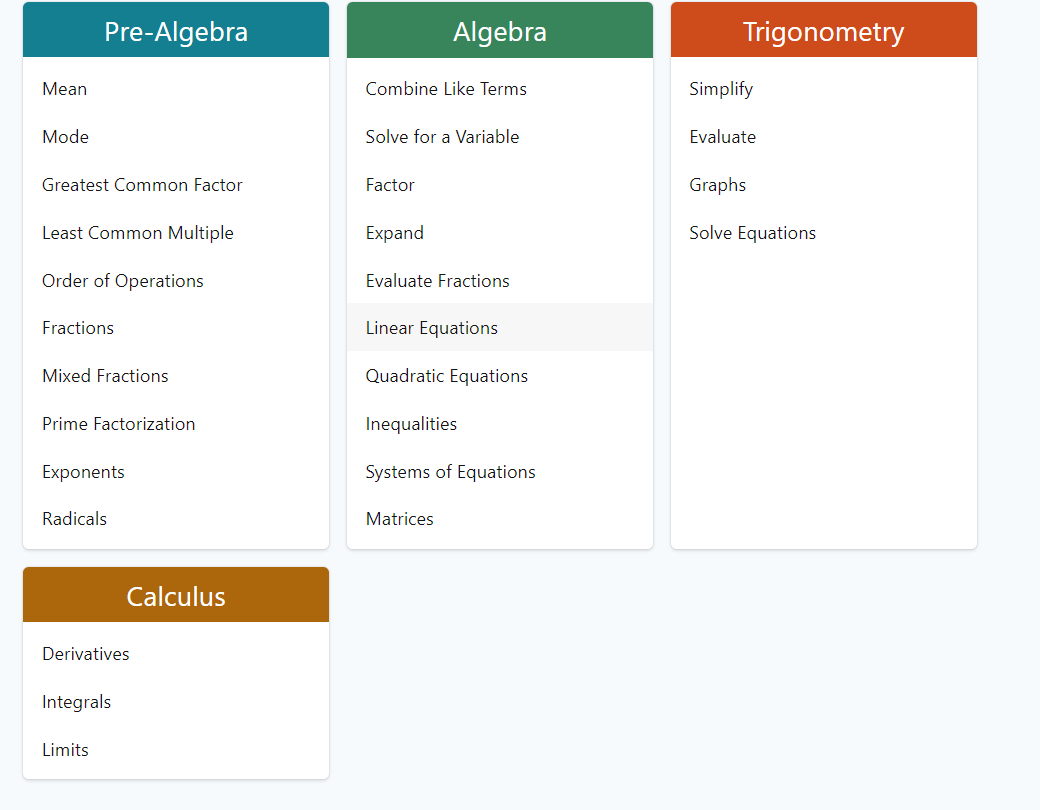 Pre-Algebra
Mean
Mode
Greatest Common Factor
Least Common Multiple
Order of Operations
Fractions
Mixed Fractions
Prime Factorization
Exponents
Radicals
Algebra
Combine Like Terms
Solve for a Variable
Factor
Expand
Evaluate Fractions
Linear Equations
Quadratic Equations
Inequalities
Systems of Equations
Matrices
Trigonometry
Simplify
Evaluate
Graphs
Solve Equations
Calculus
Derivatives
Integrals
Limits